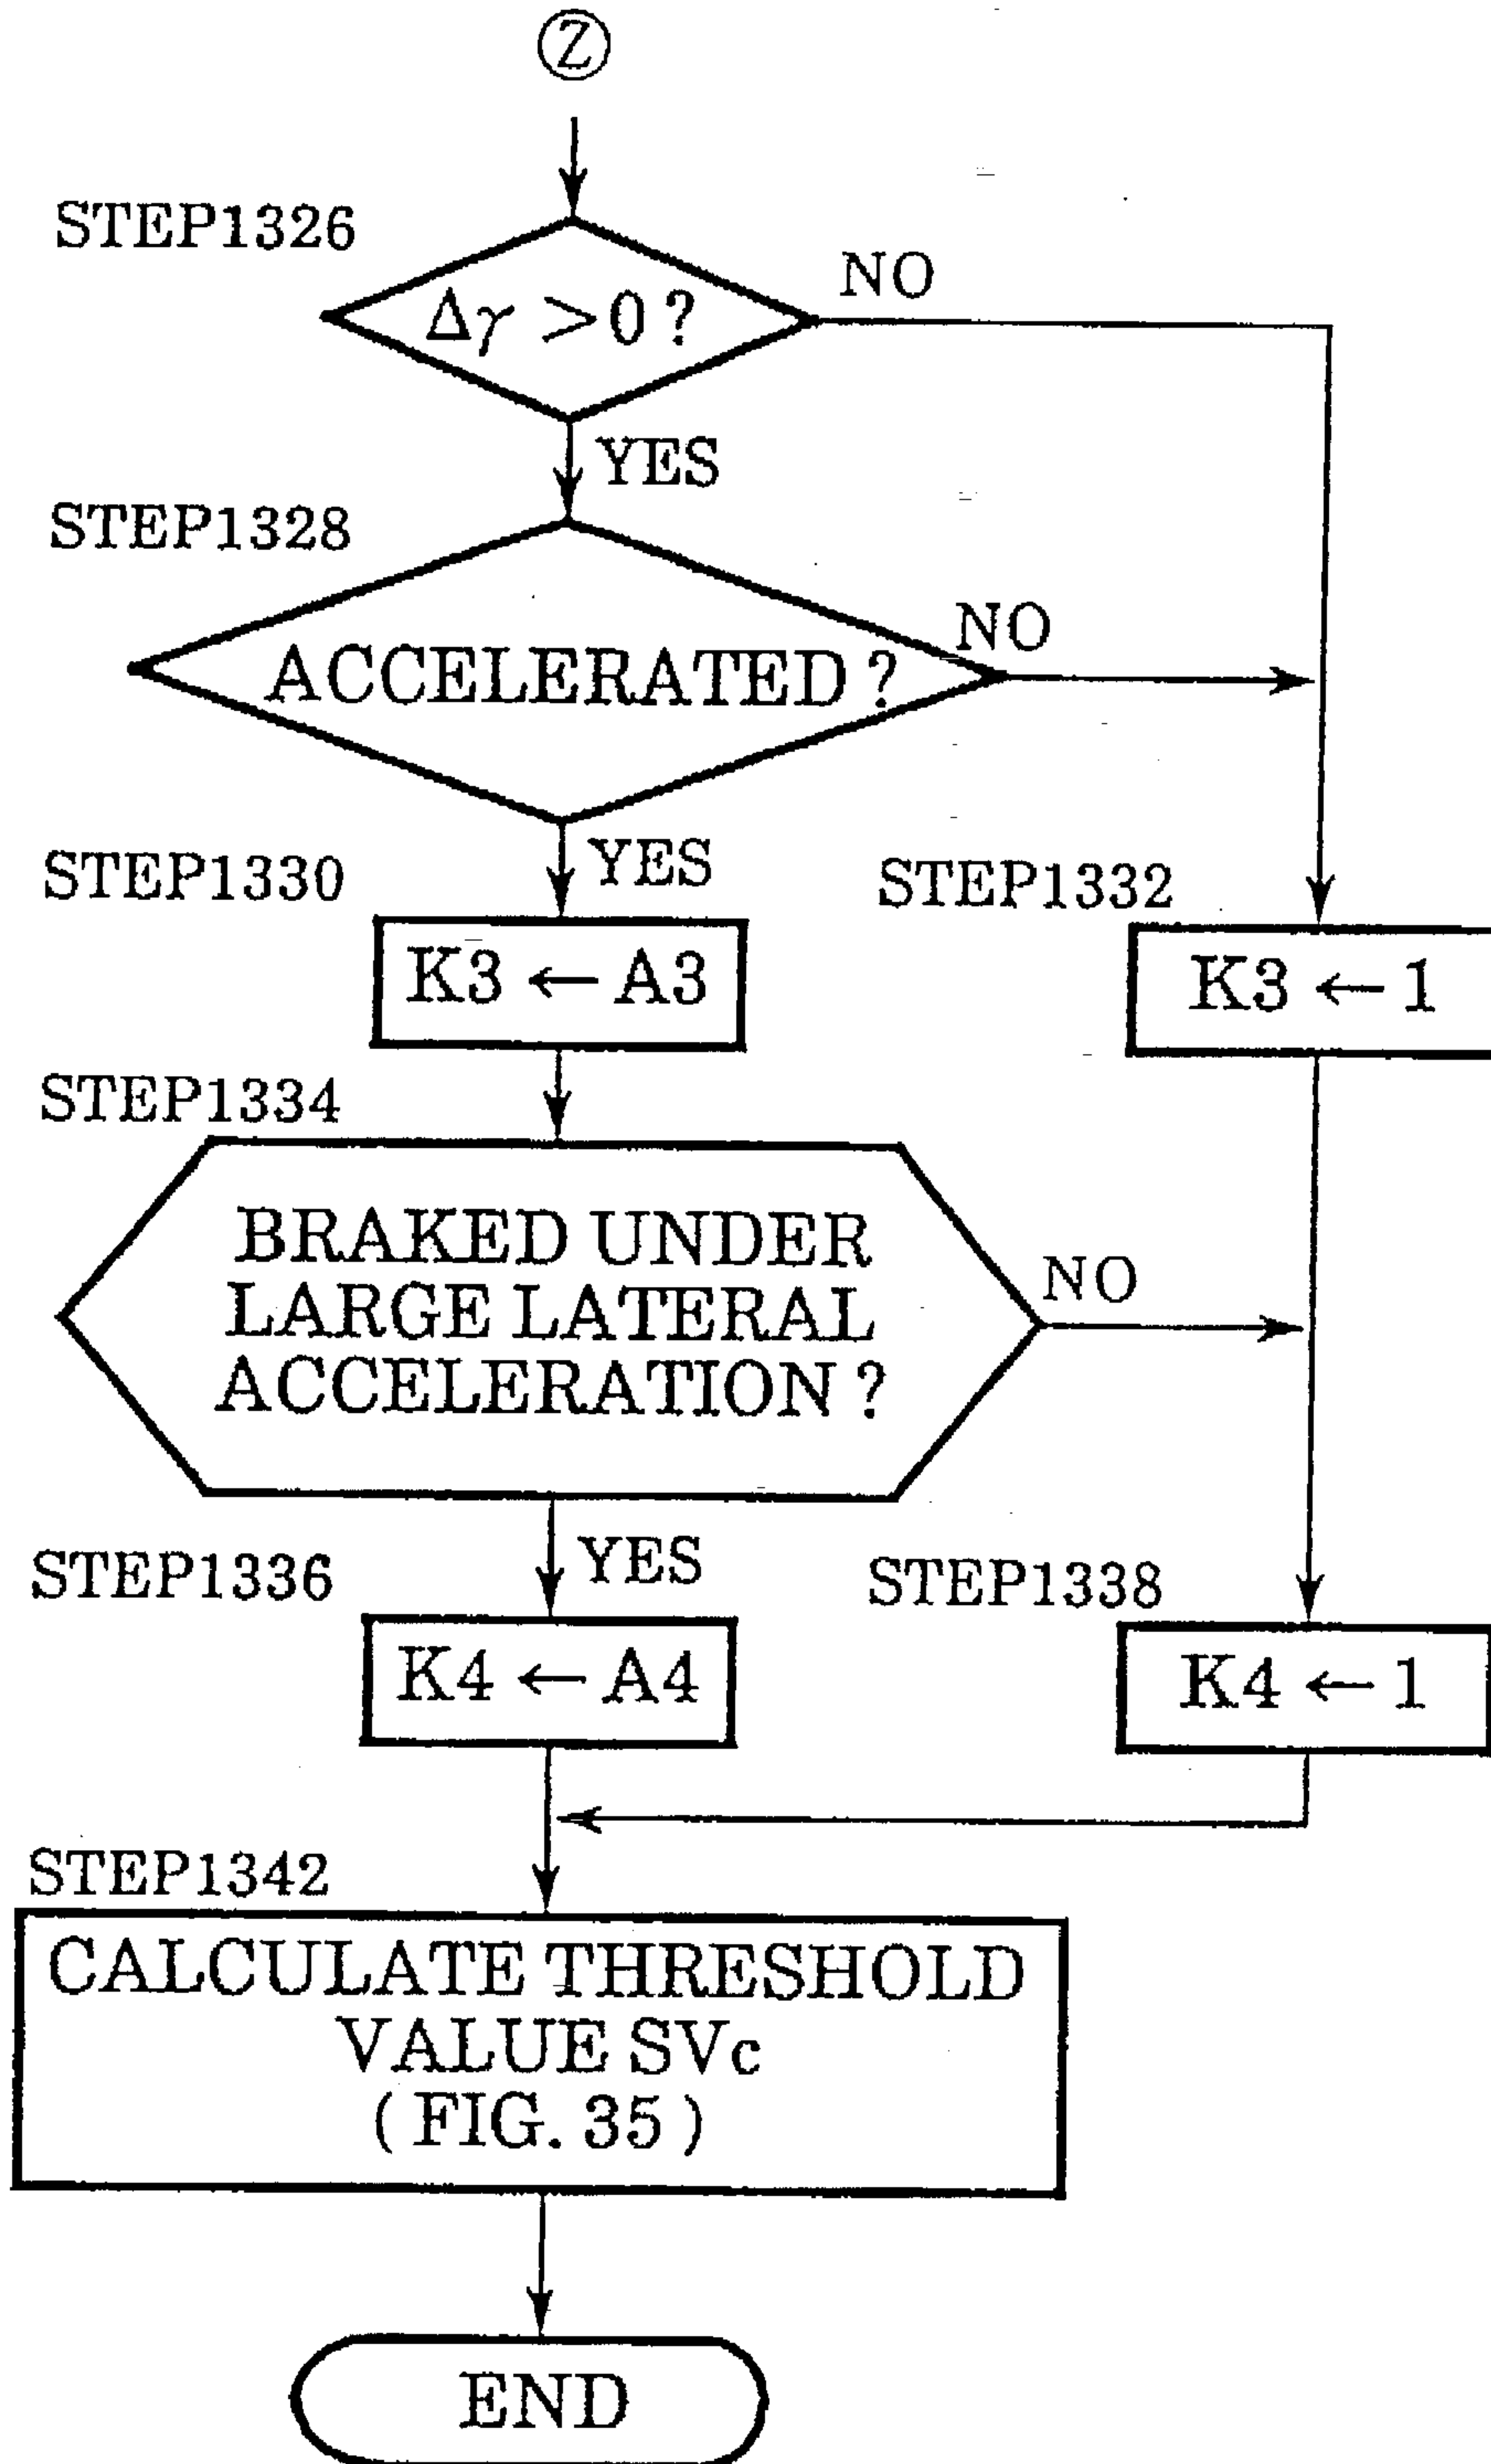 Z
STEP1326
Δγ >0 ?
NO
YES
STEP1328
ACCELERATED ?
NO
YES
STEP1330
K3 ← A3
STEP1332
K3 ← 1
STEP1334
BRAKED UNDER
LARGE LATERAL
ACCELERATION ?
NO
YES
STEP1336
K4 ← A4
STEP1338
K4 ← 1
STEP1342
CALCULATE THRESHOLD
VALUE SVc
( FIG. 35 )
END